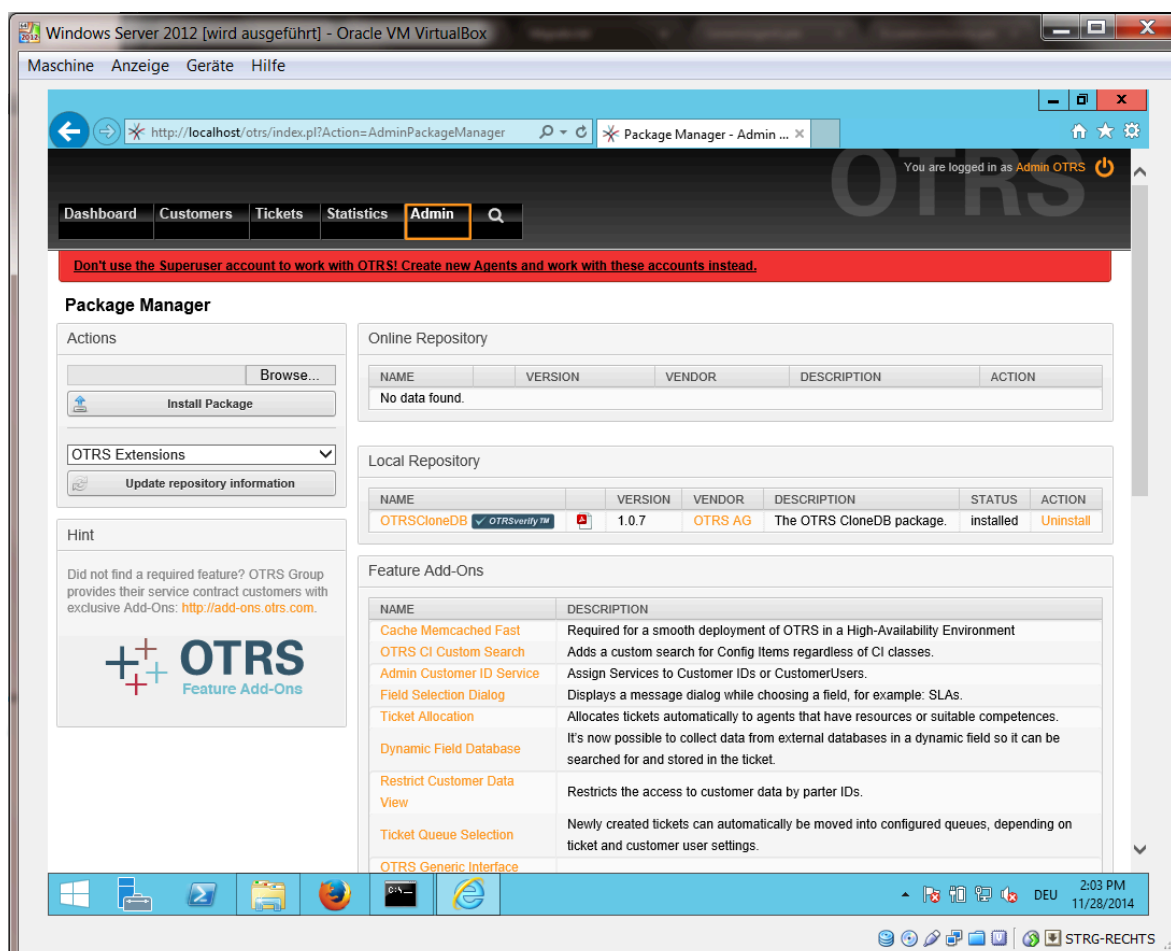 Windows Server 2012 [wird ausgeführt] - Oracle VM VirtualBox
Maschine Anzeige Geräte Hilfe
http://localhost/otrs/index.pl?Action=AdminPackageManager
Package Manager - Admin ...
OTRS
You are logged in as Admin OTRS
Dashboard Customers Tickets Statistics Admin
Don't use the Superuser account to work with OTRS! Create new Agents and work with these accounts instead.
Package Manager
Actions
Browse...
Install Package
OTRS Extensions
Update repository information
Hint
Did not find a required feature? OTRS Group
provides their service contract customers with
exclusive Add-Ons: http://add-ons.otrs.com.
OTRS
Feature Add-Ons
Online Repository
NAME VERSION VENDOR DESCRIPTION ACTION
No data found.
Local Repository
NAME VERSION VENDOR DESCRIPTION STATUS ACTION
OTRSCloneDB OTRSverify™ 1.0.7 OTRS AG The OTRS CloneDB package. installed Uninstall
Feature Add-Ons
NAME DESCRIPTION
Cache Memcached Fast Required for a smooth deployment of OTRS in a High-Availability Environment
OTRS CI Custom Search Adds a custom search for Config Items regardless of CI classes.
Admin Customer ID Service Assign Services to Customer IDs or CustomerUsers.
Field Selection Dialog Displays a message dialog while choosing a field, for example: SLAs.
Ticket Allocation Allocates tickets automatically to agents that have resources or suitable competences.
Dynamic Field Database It's now possible to collect data from external databases in a dynamic field so it can be
searched for and stored in the ticket.
Restrict Customer Data
View
Restricts the access to customer data by parter IDs.
Ticket Queue Selection Newly created tickets can automatically be moved into configured queues, depending on
ticket and customer user settings.
OTRS Generic Interface
DEU
2:03 PM
11/28/2014
STRG-RECHTS